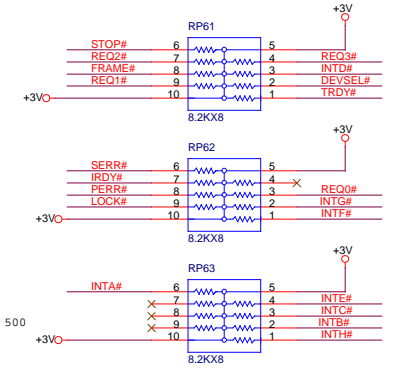 +3V
RP61
STOP# 6 5
REQ2# 7 4 REQ3#
FRAME# 8 3 INTD#
REQ1# 9 2 DEVSEL#
+3V 10 1 TRDY#
8.2KX8
+3V
RP62
SERR# 6 5
IRDY# 7 4
PERR# 8 3 REQ0#
LOCK# 9 2 INTG#
+3V 10 1 INTF#
8.2KX8
+3V
RP63
INTA# 6 5
7 4 INTE#
8 3 INTC#
500 9 2 INTB#
+3V 10 1 INTH#
8.2KX8